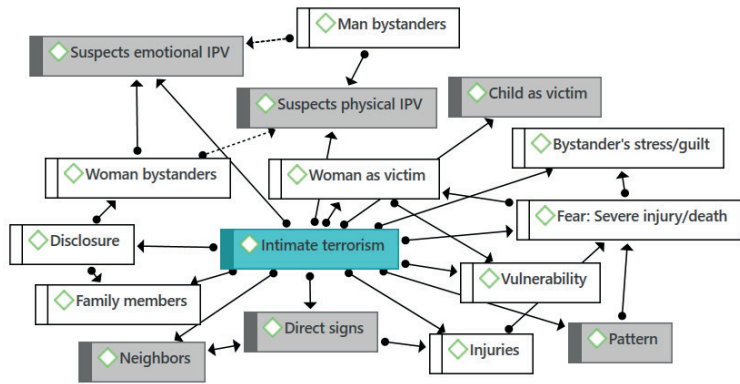 Man bystanders
Suspects emotional IPV
Suspects physical IPV
Child as victim
Bystander's stress/guilt
Woman bystanders
Woman as victim
Fear: Severe injury/death
Disclosure
Intimate terrorism
Vulnerability
Family members
Direct signs
Neighbors
Injuries
Pattern